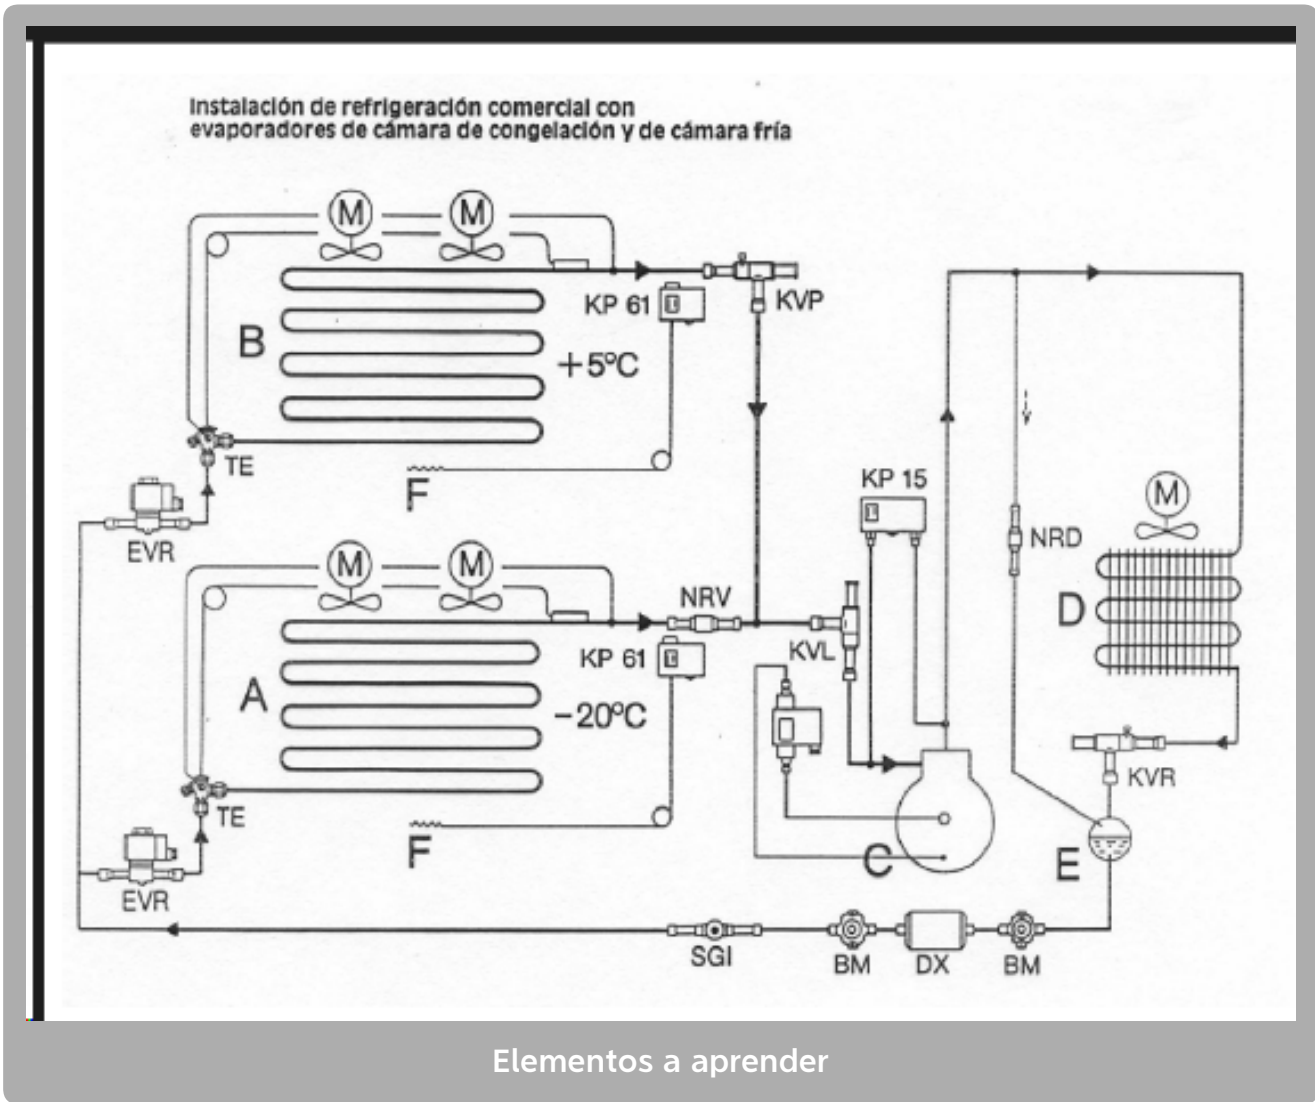 Instalación de refrigeración comercial con
evaporadores de cámara de congelación y de cámara fría
M
M
KP 61
KVP
B
+5ºC
TE
F
EVR
KP 15
M
NRD
M
M
NRV
D
KP 61
KVL
A
-20ºC
KVR
TE
F
C
E
EVR
SGI
BM
DX
BM
Elementos a aprender